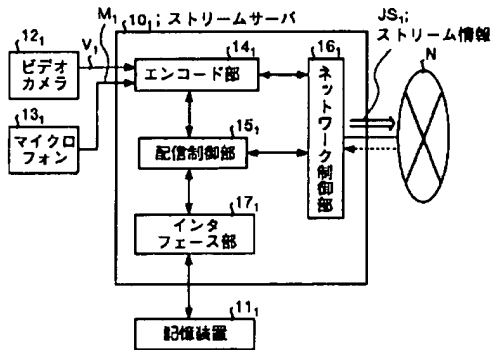 M₁
10₁;ストリームサーバ
JS₁;
ストリーム情報
12₁
V₁
14₁
16₁
N
ビデオ
カメラ
エンコード部
ネットワーク制御部
13₁
15₁
マイクロ
フォン
配信制御部
17₁
インタ
フェース部
11₁
記憶装置